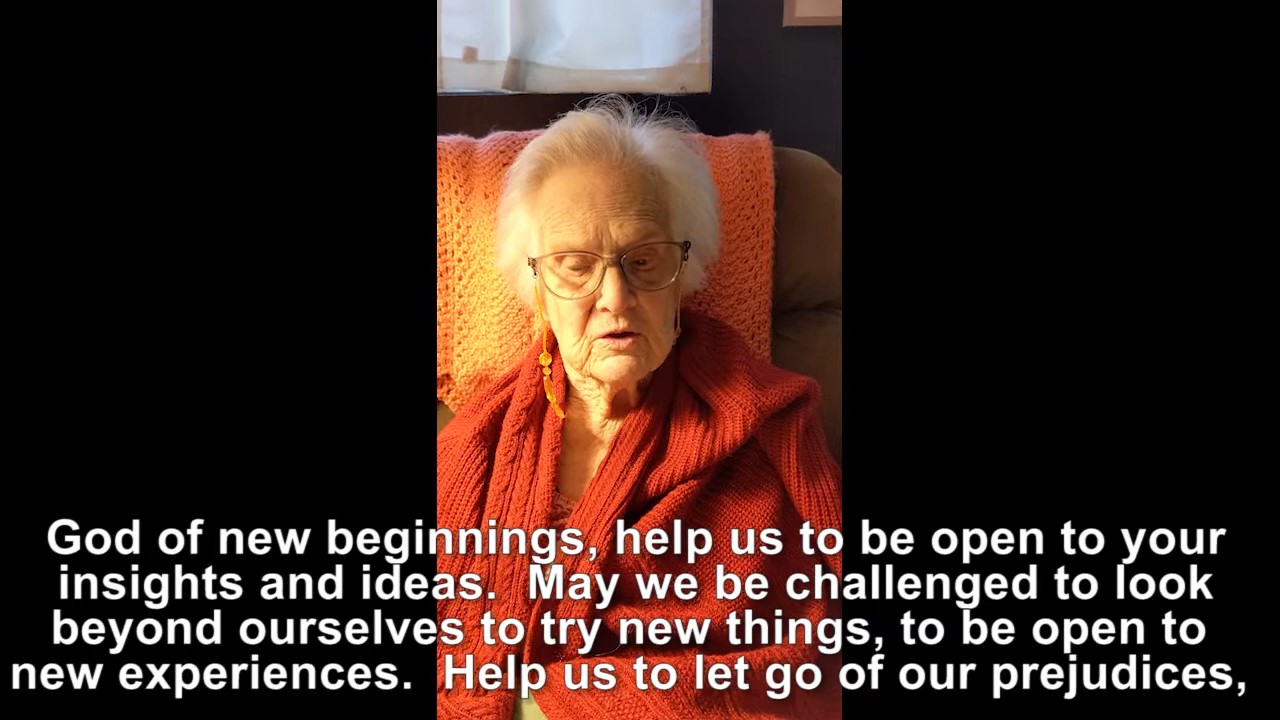 God of new beginnings, help us to be open to your
insights and ideas.  May we be challenged to look
beyond ourselves to try new things, to be open to
new experiences.  Help us to let go of our prejudices,